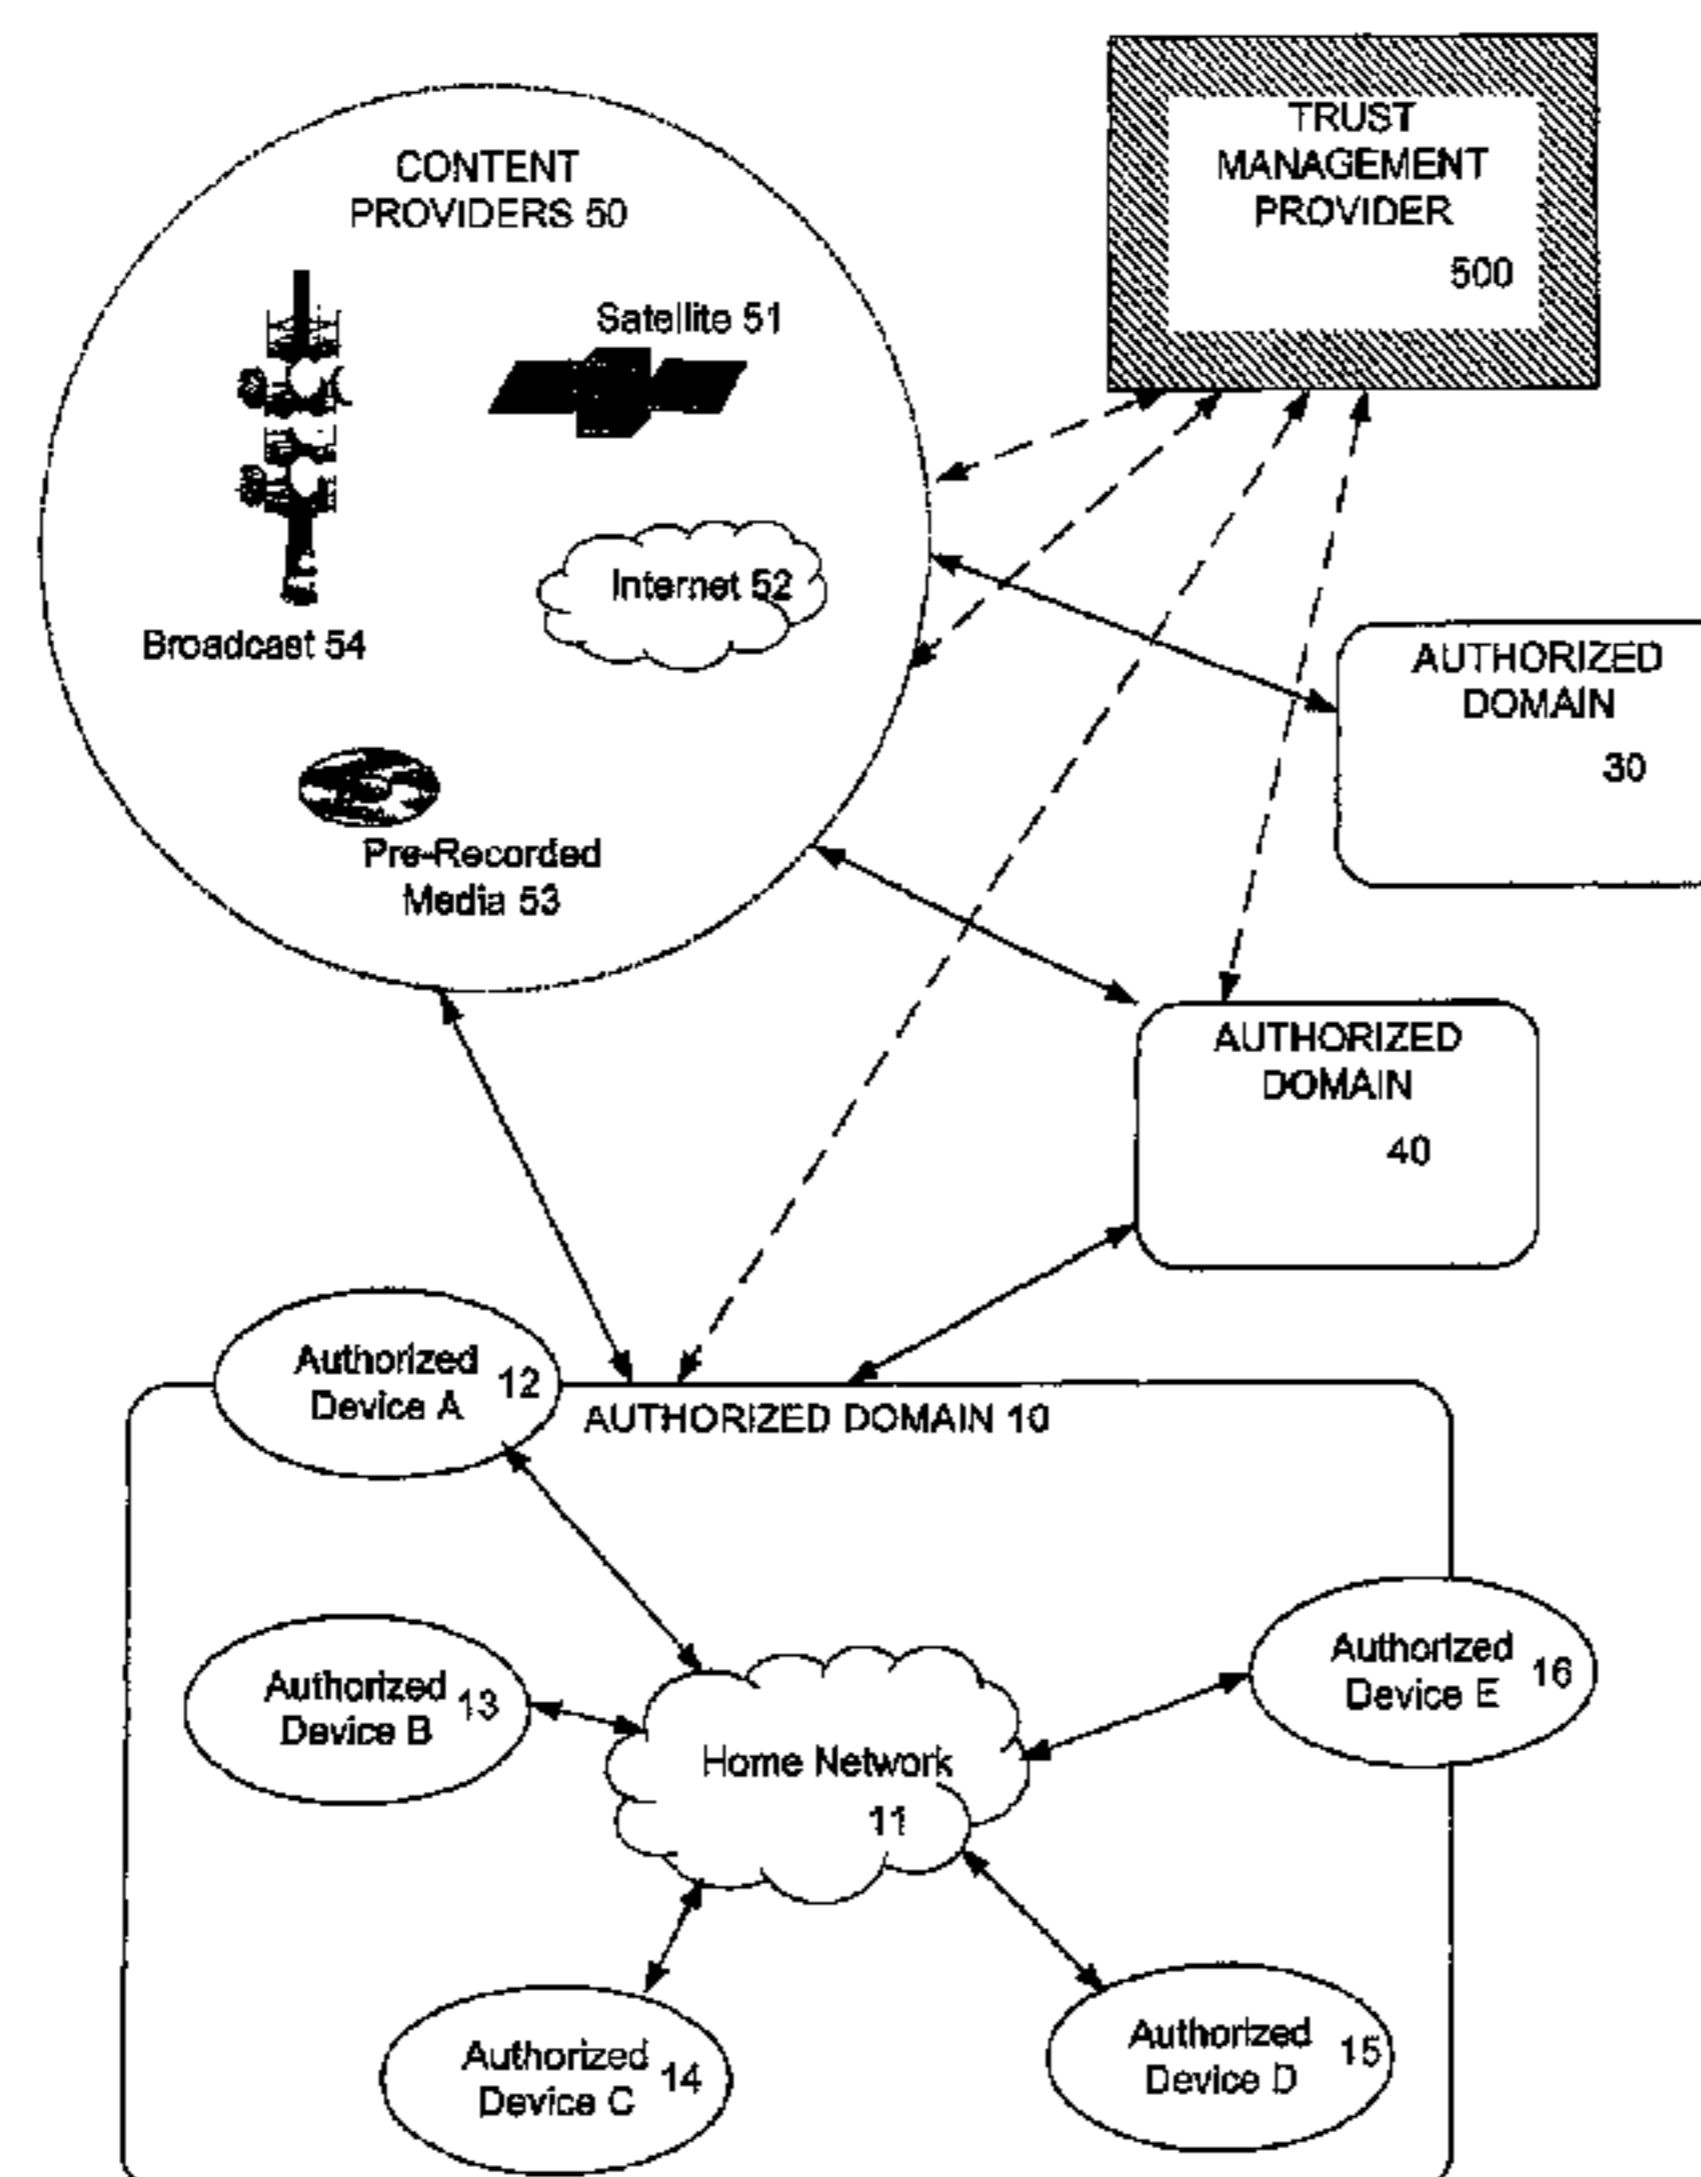 TRUST
MANAGEMENT
PROVIDER
500
CONTENT
PROVIDERS 50
Satellite 51
Internet 52
Broadcast 54
Pre-Recorded
Media 53
AUTHORIZED
DOMAIN
30
AUTHORIZED
DOMAIN
40
Authorized
Device A
12
AUTHORIZED DOMAIN 10
Authorized
Device B
13
Authorized
Device E
16
Home Network
11
Authorized
Device C
14
Authorized
Device D
15